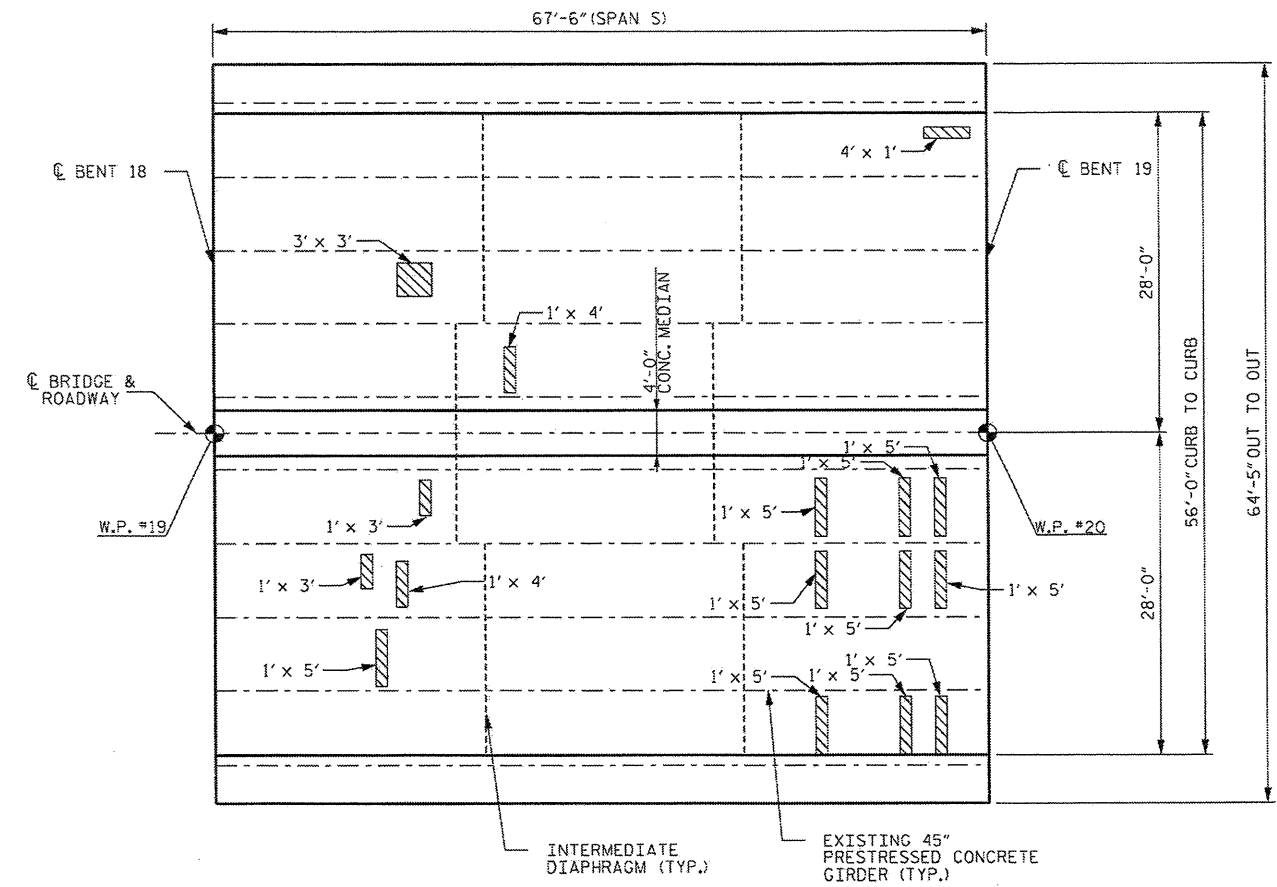 67'-6" (SPAN S)
4' x 1'
℄ BENT 18
℄ BENT 19
3' x 3'
28'-0"
1' x 4'
4'-0"
CONC. MEDIAN
56'-0" CURB TO CURB
64'-5" OUT TO OUT
℄ BRIDGE &
ROADWAY
1' x 5'
1' x 5'
1' x 5'
W.P. #19
1' x 3'
W.P. #20
1' x 3'
1' x 4'
1' x 5'
1' x 5'
28'-0"
1' x 5'
1' x 5'
1' x 5'
1' x 5'
1' x 5'
INTERMEDIATE
DIAPHRAGM (TYP.)
EXISTING 45"
PRESTRESSED CONCRETE
GIRDER (TYP.)